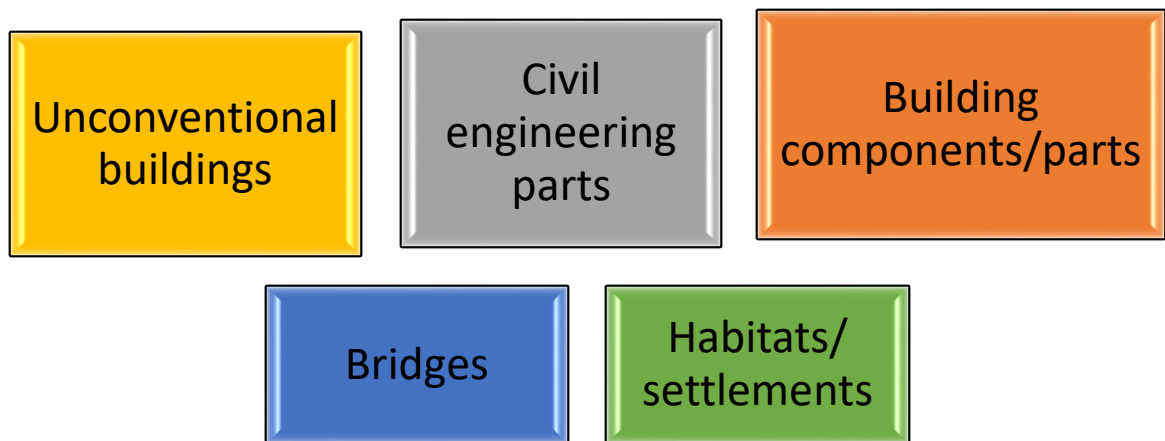 Unconventional
buildings
Civil
engineering
parts
Building
components/parts
Bridges
Habitats/
settlements